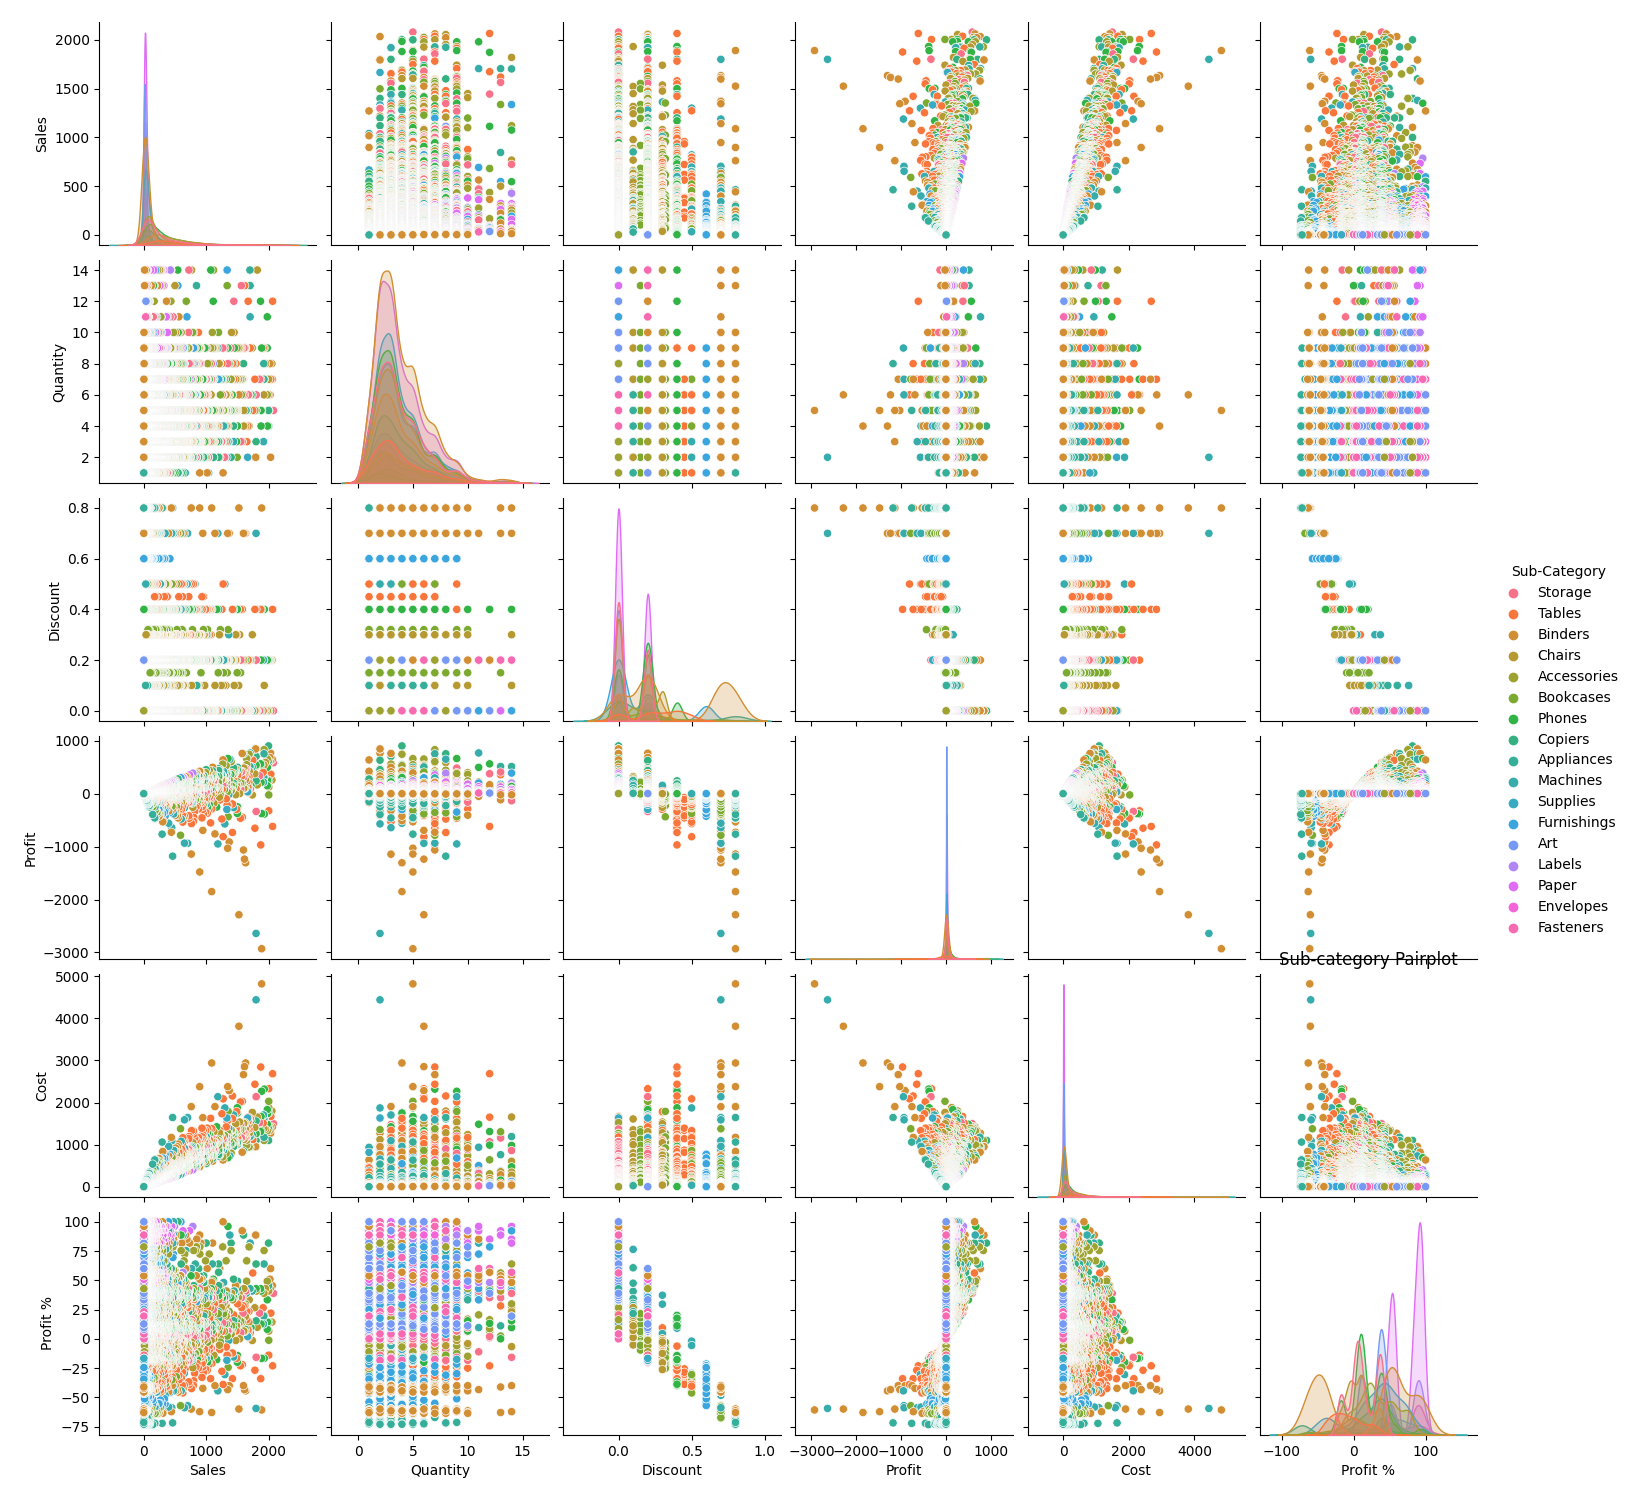 2000
1500
1000
500
0
Sales
14
12
10
8
6
4
2
Quantity
0.8
0.6
0.4
0.2
0.0
Discount
Sub-Category
Storage
Tables
Binders
Chairs
Accessories
Bookcases
Phones
Copiers
Appliances
Machines
Supplies
Furnishings
Art
Labels
Paper
Envelopes
Fasteners
1000
0
−1000
−2000
−3000
Profit
Sub-category Pairplot
5000
4000
3000
2000
1000
0
Cost
100
75
50
25
0
−25
−50
−75
Profit %
0 1000 2000
0 5 10 15
0.0 0.5 1.0
−3000 −2000 −1000 0 1000
0 2000 4000
−100 0 100
Sales Quantity Discount Profit Cost Profit %